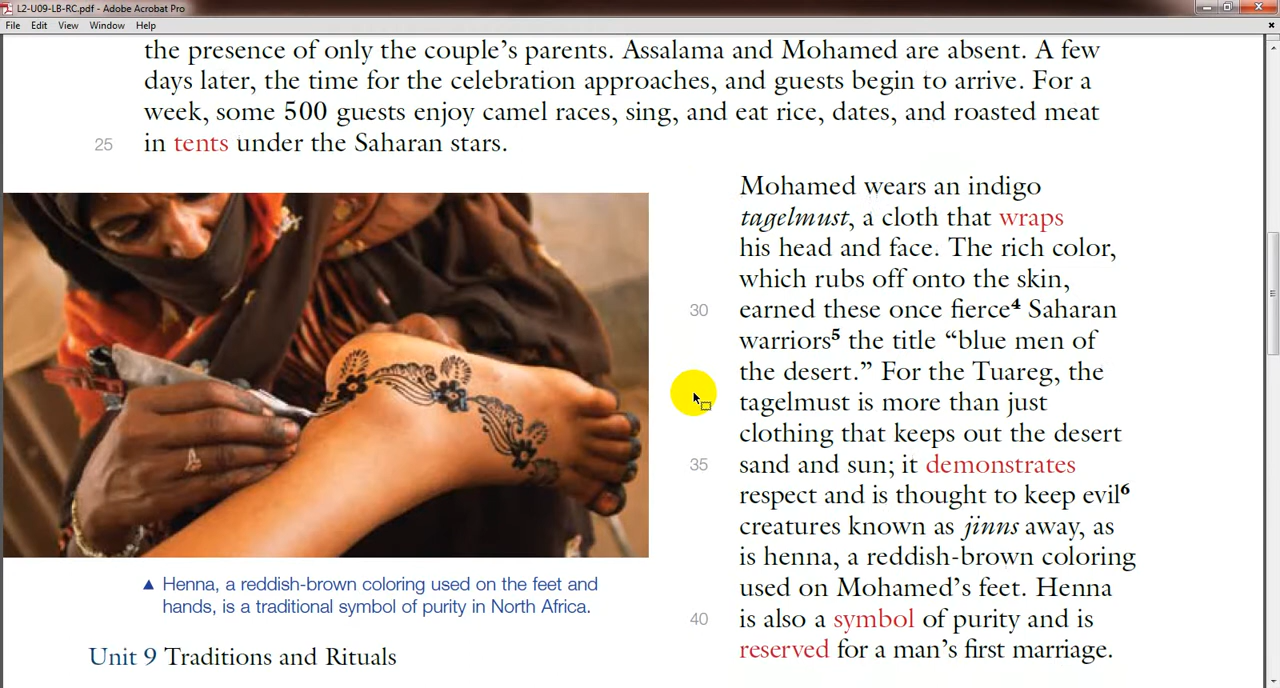 L2-U09-LB-RC.pdf - Adobe Acrobat Pro
File Edit View Window Help
the presence of only the couple's parents. Assalama and Mohamed are absent. A few
days later, the time for the celebration approaches, and guests begin to arrive. For a
week, some 500 guests enjoy camel races, sing, and eat rice, dates, and roasted meat
25 in tents under the Saharan stars.
Mohamed wears an indigo
tagelmust, a cloth that wraps
his head and face. The rich color,
which rubs off onto the skin,
30 earned these once fierce⁴ Saharan
warriors⁵ the title “blue men of
the desert.” For the Tuareg, the
tagelmust is more than just
clothing that keeps out the desert
35 sand and sun; it demonstrates
respect and is thought to keep evil⁶
creatures known as jinns away, as
is henna, a reddish-brown coloring
used on Mohamed's feet. Henna
40 is also a symbol of purity and is
reserved for a man's first marriage.
▲ Henna, a reddish-brown coloring used on the feet and
hands, is a traditional symbol of purity in North Africa.
Unit 9 Traditions and Rituals